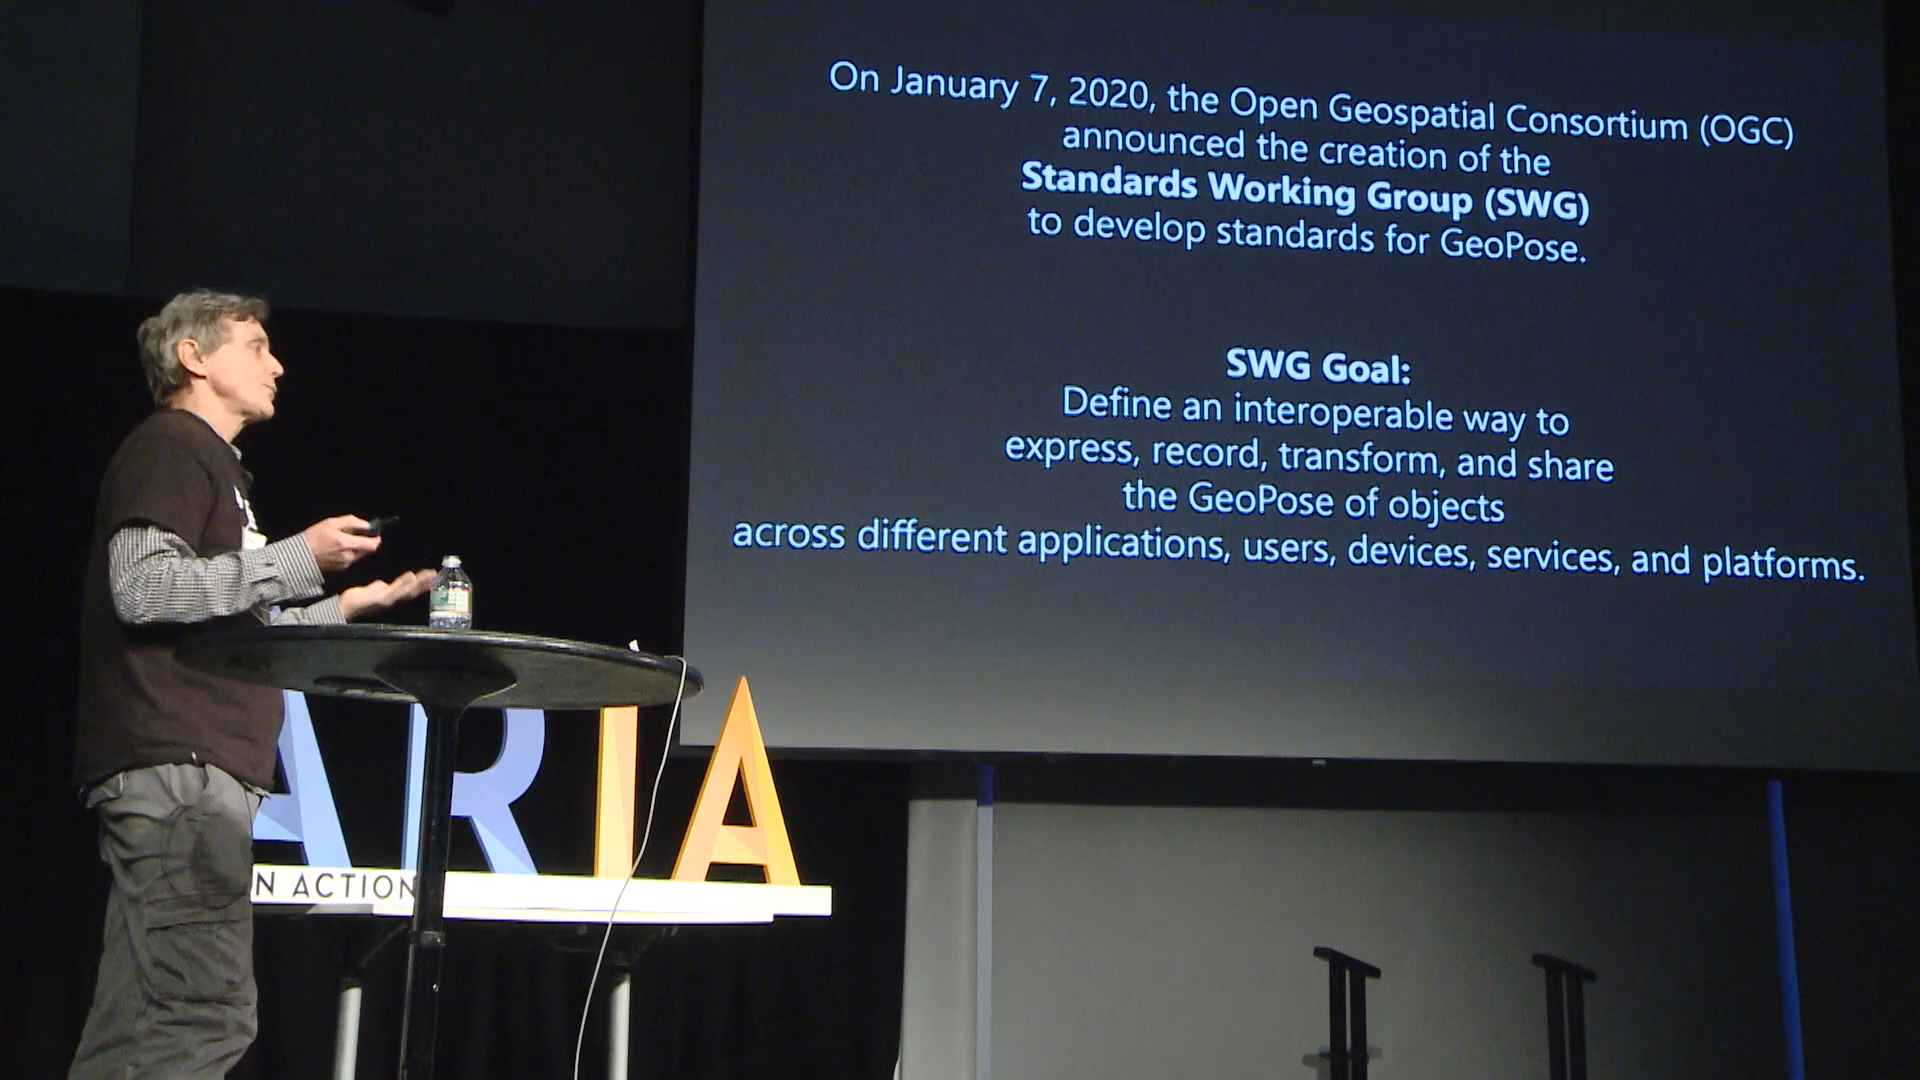 On January 7, 2020, the Open Geospatial Consortium (OGC)
announced the creation of the
Standards Working Group (SWG)
to develop standards for GeoPose.
SWG Goal:
Define an interoperable way to
express, record, transform, and share
the GeoPose of objects
across different applications, users, devices, services, and platforms.
ARIA
N ACTION